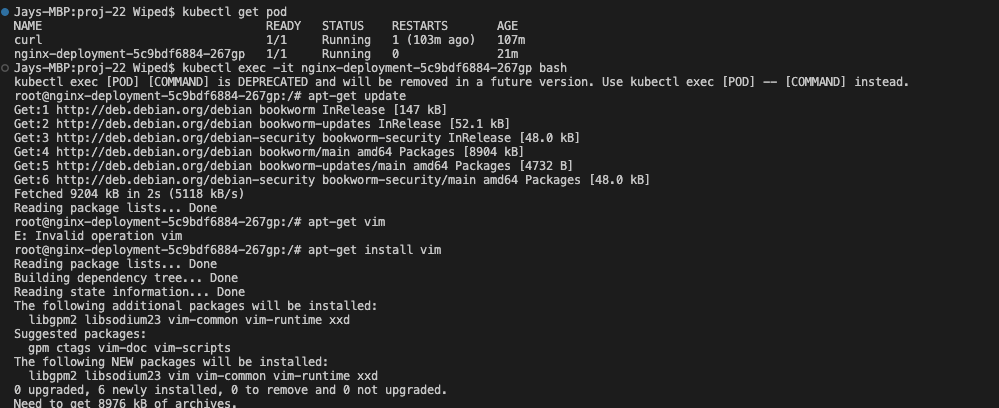 Jays-MBP:proj-22 Wiped$ kubectl get pod
NAME READY STATUS RESTARTS AGE
curl 1/1 Running 1 (103m ago) 107m
nginx-deployment-5c9bdf6884-267gp 1/1 Running 0 21m
Jays-MBP:proj-22 Wiped$ kubectl exec -it nginx-deployment-5c9bdf6884-267gp bash
kubectl exec [POD] [COMMAND] is DEPRECATED and will be removed in a future version. Use kubectl exec [POD] -- [COMMAND] instead.
root@nginx-deployment-5c9bdf6884-267gp:/# apt-get update
Get:1 http://deb.debian.org/debian bookworm InRelease [147 kB]
Get:2 http://deb.debian.org/debian bookworm-updates InRelease [52.1 kB]
Get:3 http://deb.debian.org/debian-security bookworm-security InRelease [48.0 kB]
Get:4 http://deb.debian.org/debian bookworm/main amd64 Packages [8904 kB]
Get:5 http://deb.debian.org/debian bookworm-updates/main amd64 Packages [4732 B]
Get:6 http://deb.debian.org/debian-security bookworm-security/main amd64 Packages [48.0 kB]
Fetched 9204 kB in 2s (5118 kB/s)
Reading package lists... Done
root@nginx-deployment-5c9bdf6884-267gp:/# apt-get vim
E: Invalid operation vim
root@nginx-deployment-5c9bdf6884-267gp:/# apt-get install vim
Reading package lists... Done
Building dependency tree... Done
Reading state information... Done
The following additional packages will be installed:
libgpm2 libsodium23 vim-common vim-runtime xxd
Suggested packages:
gpm ctags vim-doc vim-scripts
The following NEW packages will be installed:
libgpm2 libsodium23 vim vim-common vim-runtime xxd
0 upgraded, 6 newly installed, 0 to remove and 0 not upgraded.
Need to get 8976 kB of archives.